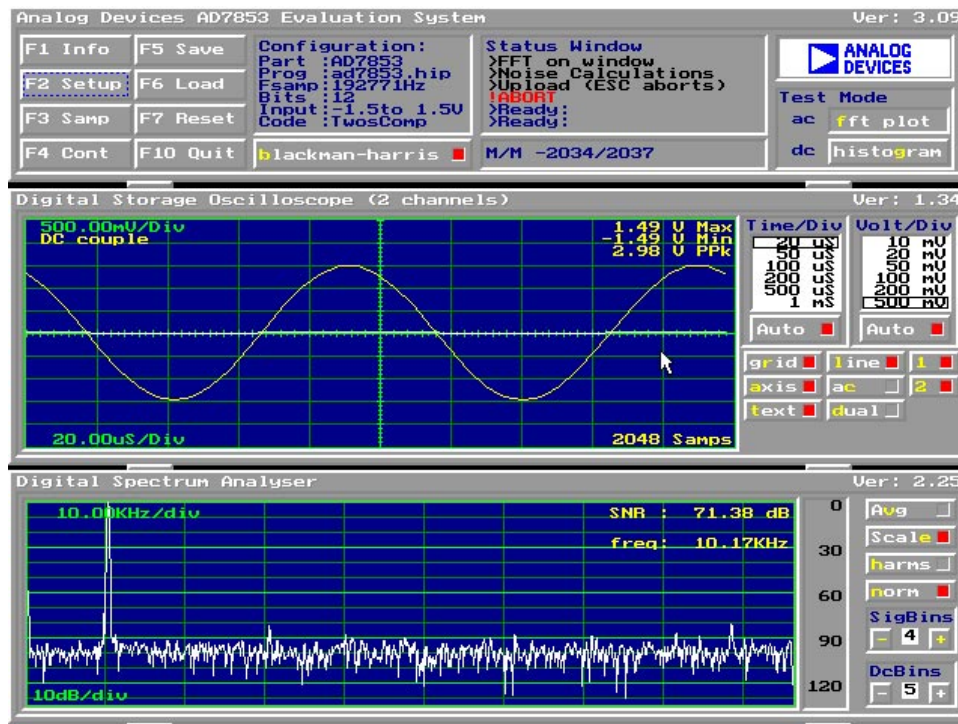 Analog Devices AD7853 Evaluation System Ver: 3.09
F1 Info
F5 Save
F2 Setup
F6 Load
F3 Samp
F7 Reset
F4 Cont
F10 Quit
Configuration:
Part :AD7853
Prog :ad7853.hip
Fsamp:192771Hz
Bits :12
Input:-1.5to 1.5V
Code :TwosComp
blackman-harris
Status Window
>FFT on window
>Noise Calculations
>Upload (ESC aborts)
!ABORT
>Ready:
>Ready:
M/M -2034/2037
ANALOG
DEVICES
Test Mode
ac fft plot
dc histogram
Digital Storage Oscilloscope (2 channels) Ver: 1.34
500.00mV/Div
DC couple
1.49 V Max
-1.49 V Min
2.98 V PPk
20.00uS/Div
2048 Samps
Time/Div
20 uS
50 uS
100 uS
200 uS
500 uS
1 mS
Auto
Volt/Div
10 mV
20 mV
50 mV
100 mV
200 mV
500 mV
Auto
grid
line
1
axis
ac
2
text
dual
Digital Spectrum Analyser Ver: 2.25
10.00KHz/div
SNR : 71.38 dB
freq: 10.17KHz
10dB/div
0
30
60
90
120
Avg
Scale
harms
norm
SigBins
- 4 +
DcBins
- 5 +